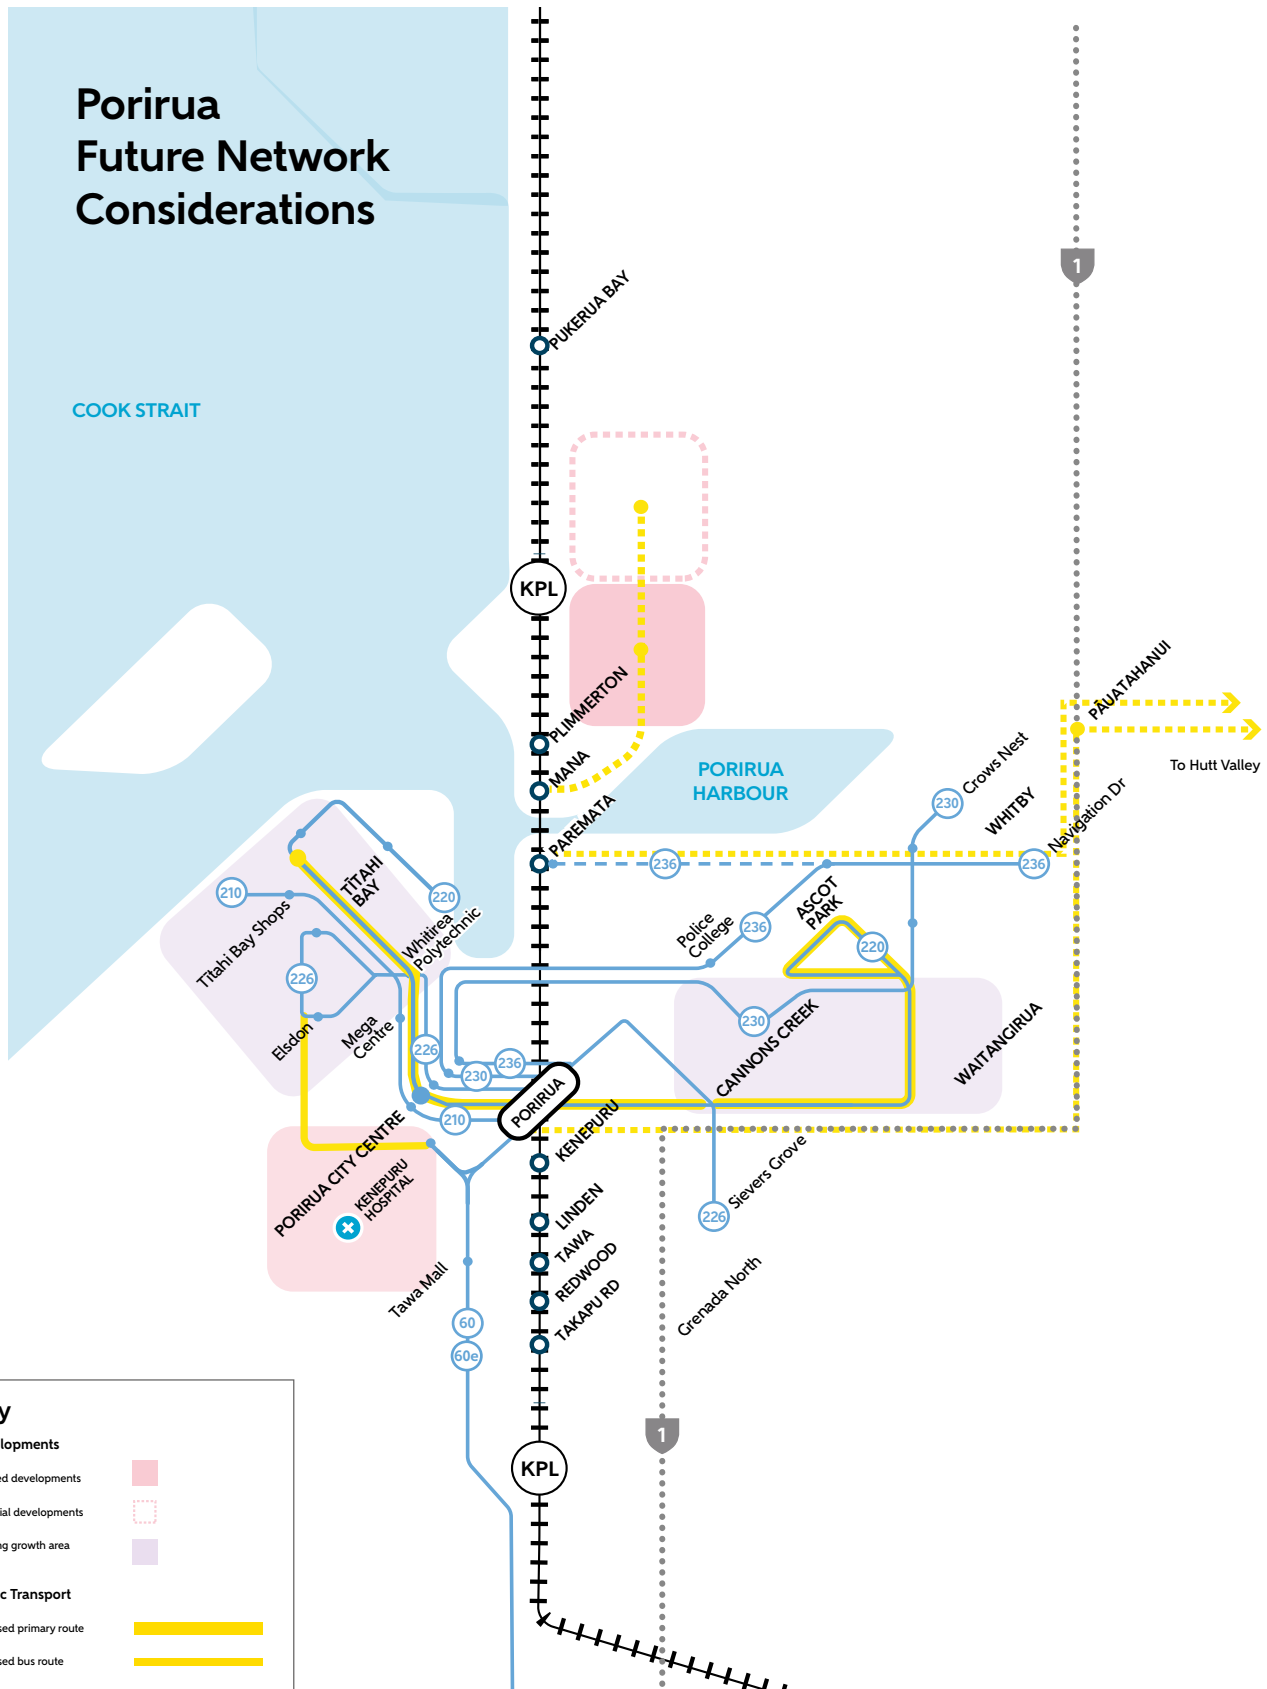 Porirua
Future Network
Considerations
1
PUKERUA BAY
COOK STRAIT
KPL
PLIMMERTON
PĀUATAHANUI
To Hutt Valley
MANA
PORIRUA
HARBOUR
Crows Nest
230
WHITBY
Navigation Dr
PAREMATA
236
236
TĪTAHI
BAY
210
220
Titahi Bay Shops
Whitirea
Polytechnic
ASCOT
PARK
Police
College
236
220
226
Elsdon
Mega
Centre
230
CANNONS CREEK
WAITANGIRUA
226
236
230
210
PORIRUA
KENEPURU
PORIRUA CITY CENTRE
KENEPURU
HOSPITAL
Sievers Grove
226
LINDEN
TAWA
REDWOOD
TAKAPU RD
Tawa Mall
Grenada North
60
60e
1
KPL
y
lopments
ed developments
ial developments
ng growth area
c Transport
sed primary route
sed bus route